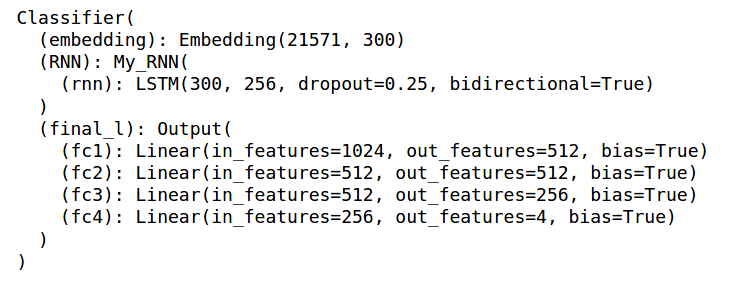 Classifier(
  (embedding): Embedding(21571, 300)
  (RNN): My_RNN(
    (rnn): LSTM(300, 256, dropout=0.25, bidirectional=True)
  )
  (final_l): Output(
    (fc1): Linear(in_features=1024, out_features=512, bias=True)
    (fc2): Linear(in_features=512, out_features=512, bias=True)
    (fc3): Linear(in_features=512, out_features=256, bias=True)
    (fc4): Linear(in_features=256, out_features=4, bias=True)
  )
)